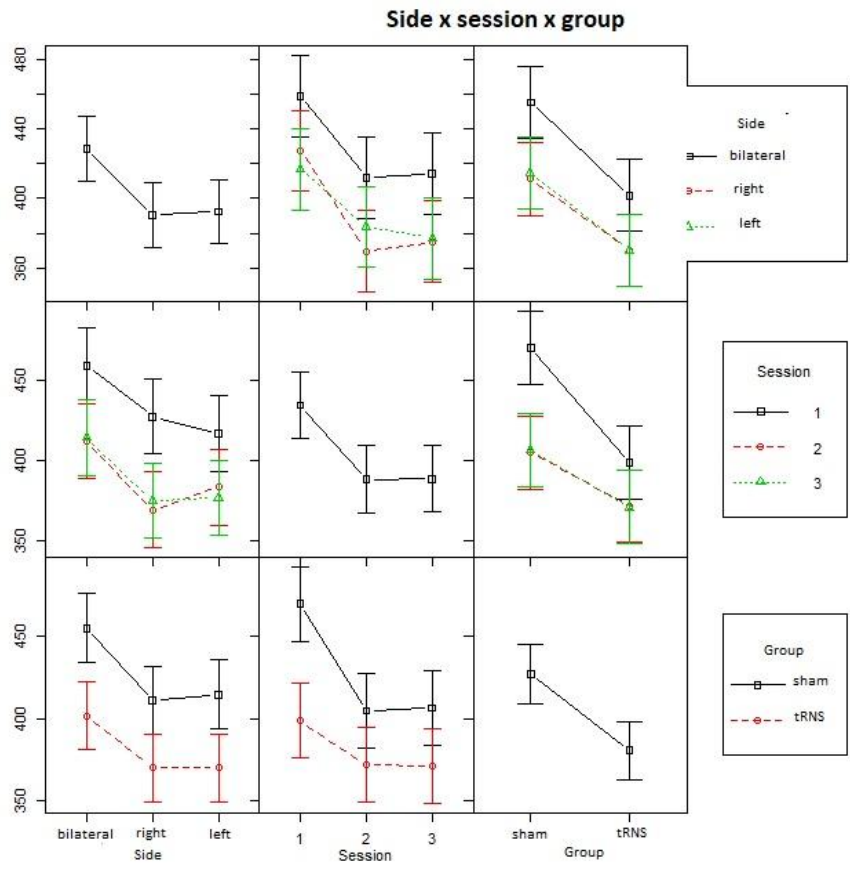 Side x session x group
480
440
400
360
Side
bilateral
right
left
450
400
350
Session
1
2
3
450
400
350
Group
sham
tRNS
bilateral right left
Side
1 2 3
Session
sham tRNS
Group